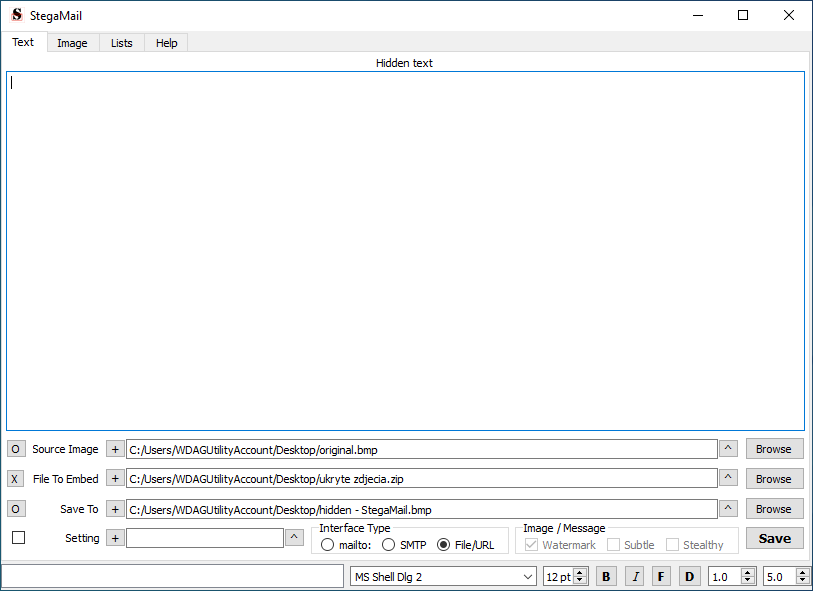 StegaMail
Text Image Lists Help
Hidden text
O Source Image + C:/Users/WDAGUtilityAccount/Desktop/original.bmp ^ Browse
X File To Embed + C:/Users/WDAGUtilityAccount/Desktop/ukryte zdjecia.zip ^ Browse
O Save To + C:/Users/WDAGUtilityAccount/Desktop/hidden - StegaMail.bmp ^ Browse
Interface Type Image / Message
Setting + ^ mailto: SMTP File/URL Watermark Subtle Stealthy Save
MS Shell Dlg 2 12 pt B I F D 1.0 5.0